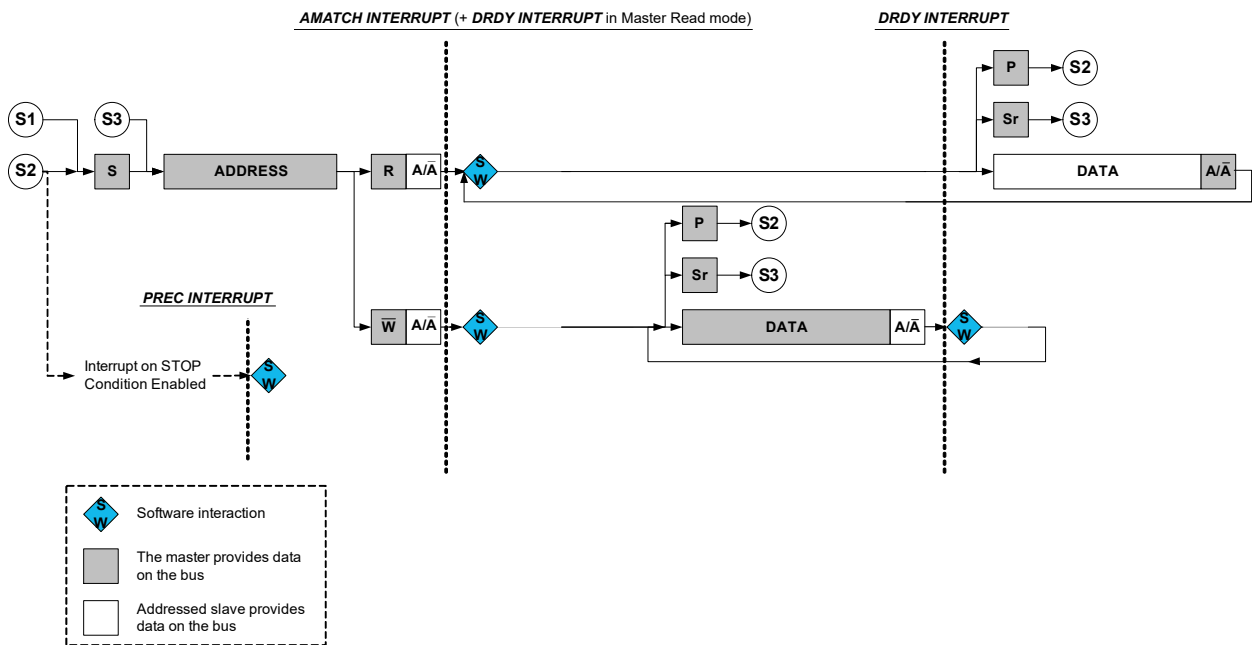 AMATCH INTERRUPT (+ DRDY INTERRUPT in Master Read mode)
DRDY INTERRUPT
P
S2
S1
S3
Sr
S3
S2
S
ADDRESS
R
A/A̅
S
W
DATA
A/A̅
P
S2
Sr
S3
PREC INTERRUPT
W̅
A/A̅
S
W
DATA
A/A̅
S
W
Interrupt on STOP
Condition Enabled
S
W
S
W
Software interaction
The master provides data
on the bus
Addressed slave provides
data on the bus